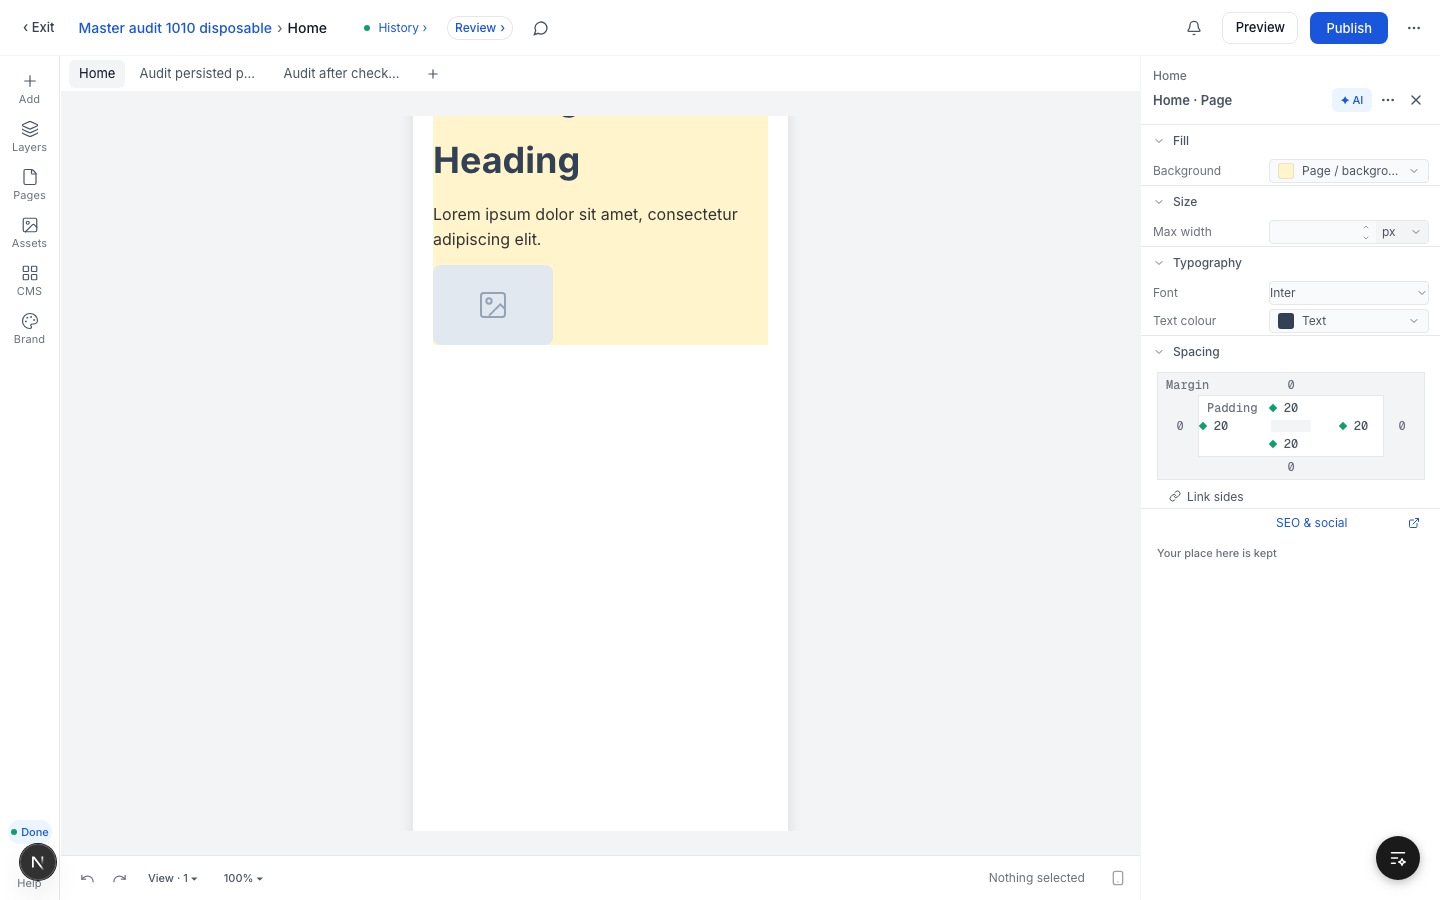 ‹ Exit
Master audit 1010 disposable › Home
History ›
Review ›
Preview
Publish
Add
Layers
Pages
Assets
CMS
Brand
Done
N
Help
Home
Audit persisted p...
Audit after check...
Heading
Lorem ipsum dolor sit amet, consectetur
adipiscing elit.
View · 1
100%
Nothing selected
Home
Home · Page
AI
Fill
Background
Page / backgro...
Size
Max width
px
Typography
Font
Inter
Text colour
Text
Spacing
Margin
0
Padding
20
0
20
20
0
20
0
Link sides
SEO & social
Your place here is kept